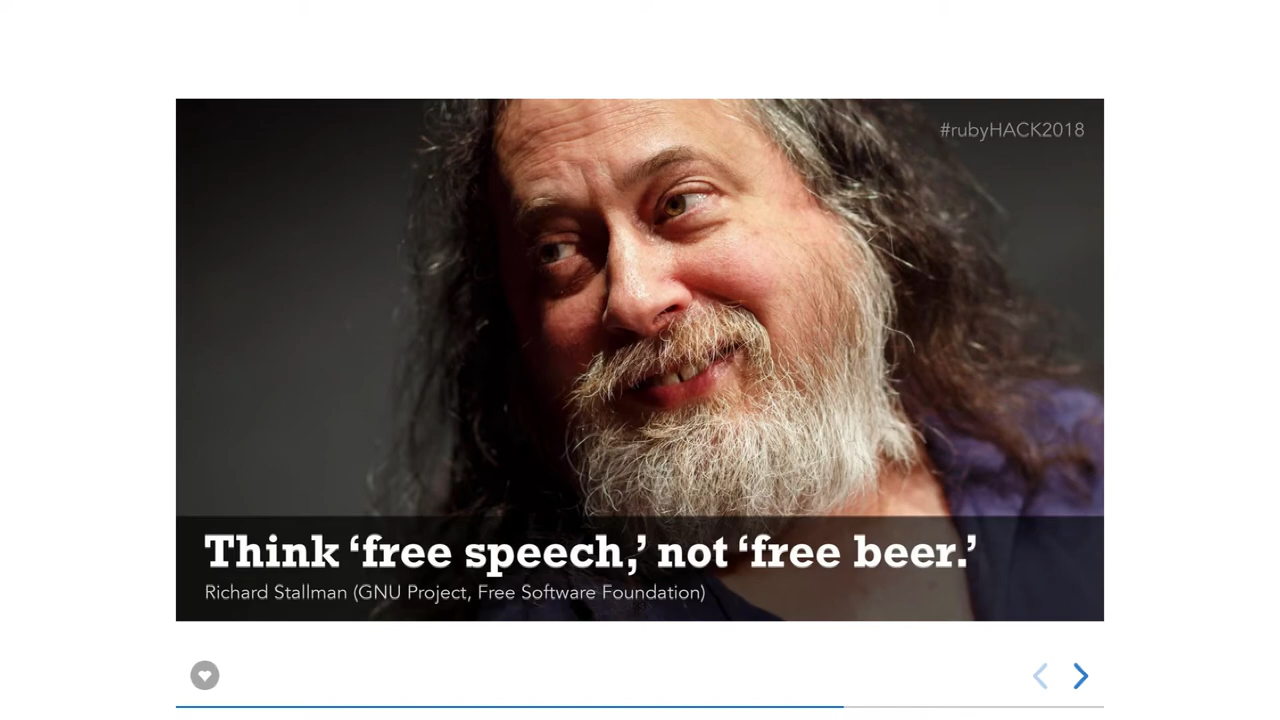 #rubyHACK2018
Think ‘free speech,’ not ‘free beer.’
Richard Stallman (GNU Project, Free Software Foundation)